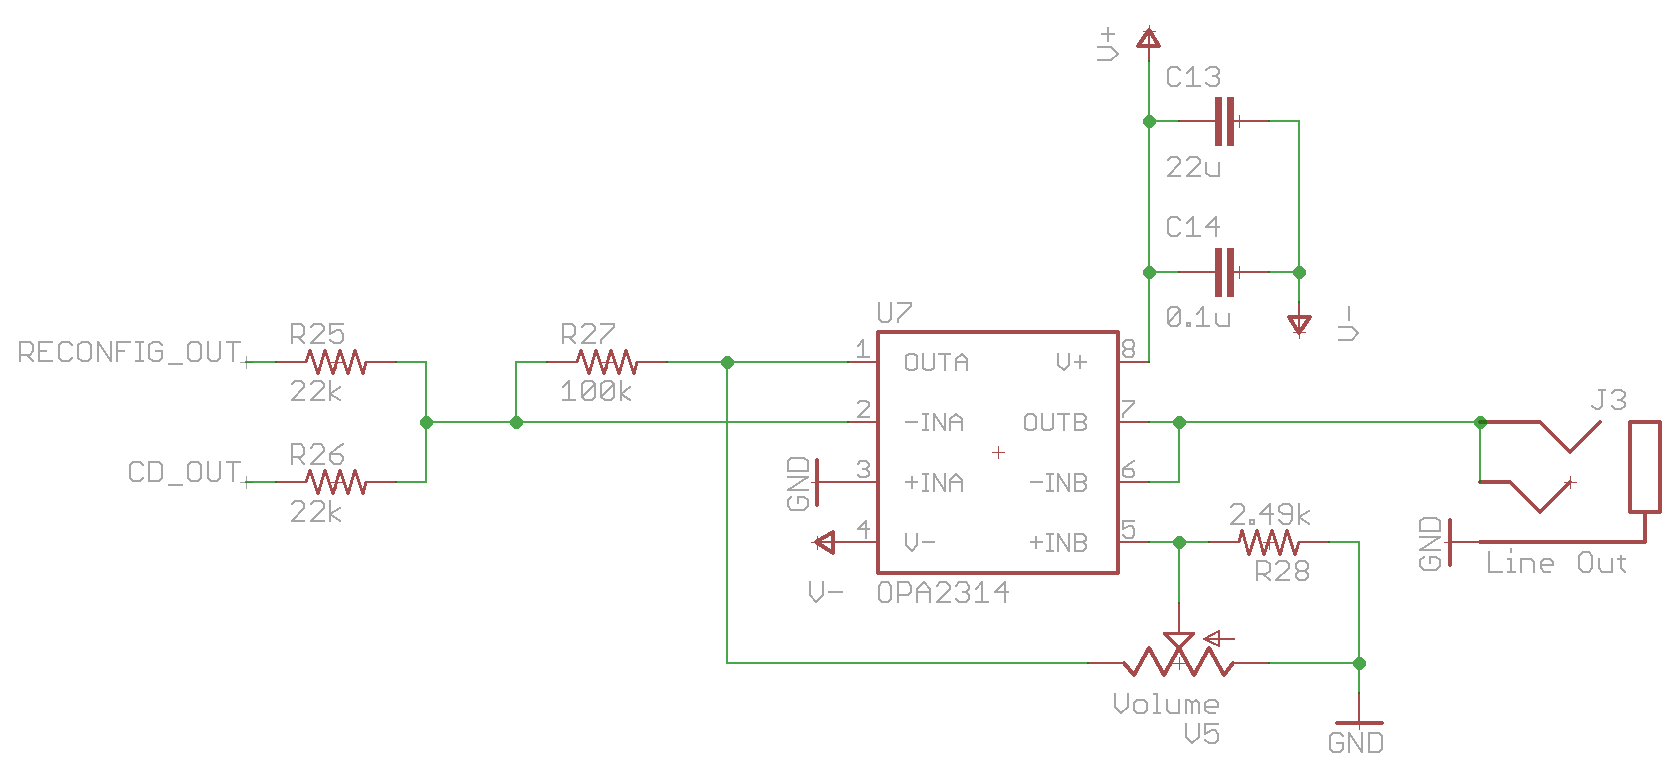 V+
C13
22u
C14
0.1u
V-
U7
RECONFIG_OUT
R25
22k
R27
100k
CD_OUT
R26
22k
1
OUTA
V+
8
2
-INA
OUTB
7
GND
3
+INA
-INB
6
4
V-
+INB
5
V-
OPA2314
2.49k
R28
J3
GND
Line Out
Volume
V5
GND